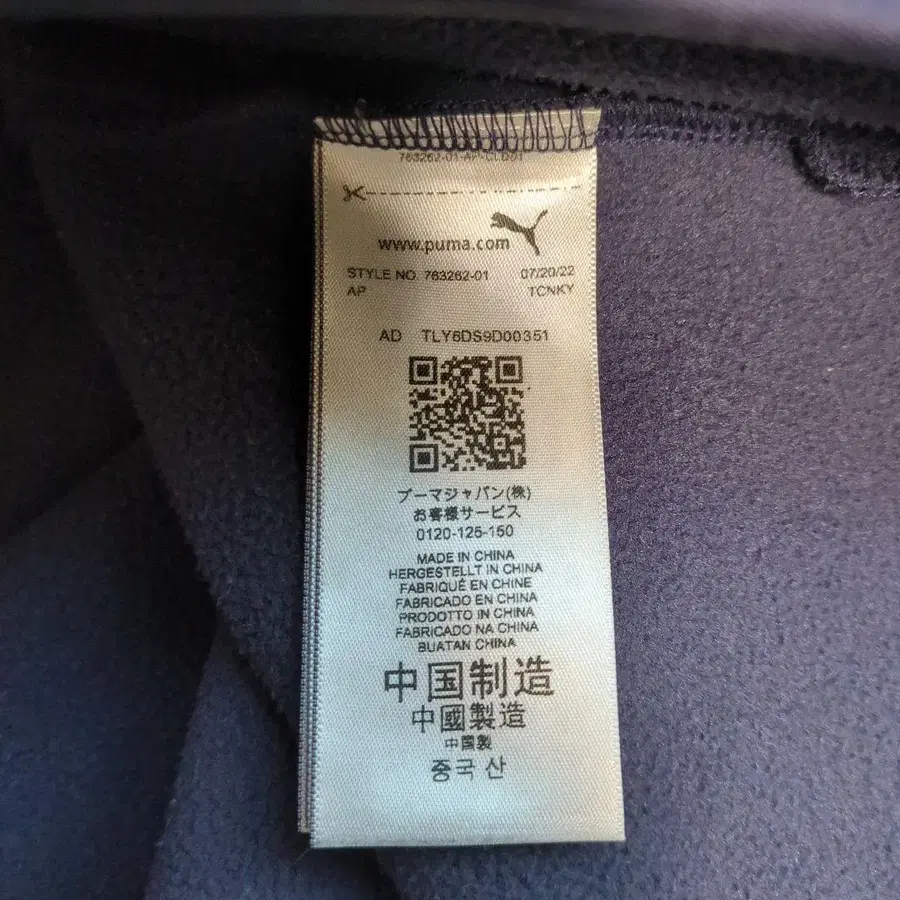 763262-01-AP-CLB01
www.puma.com
STYLE NO. 763262-01 07/20/22
AP TCNKY
AD TLY6DS9D00351
プーマジャパン(株)
お客様サービス
0120-125-150
MADE IN CHINA
HERGESTELLT IN CHINA
FABRIQUÉ EN CHINE
FABRICADO EN CHINA
PRODOTTO IN CHINA
FABRICADO NA CHINA
BUATAN CHINA
中国制造
中國製造
中国製
중국 산